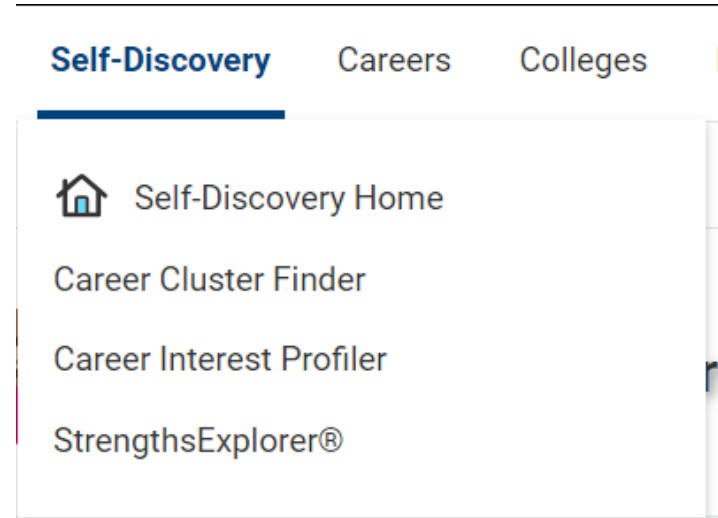 Self-Discovery Careers Colleges
Self-Discovery Home
Career Cluster Finder
Career Interest Profiler
StrengthsExplorer®